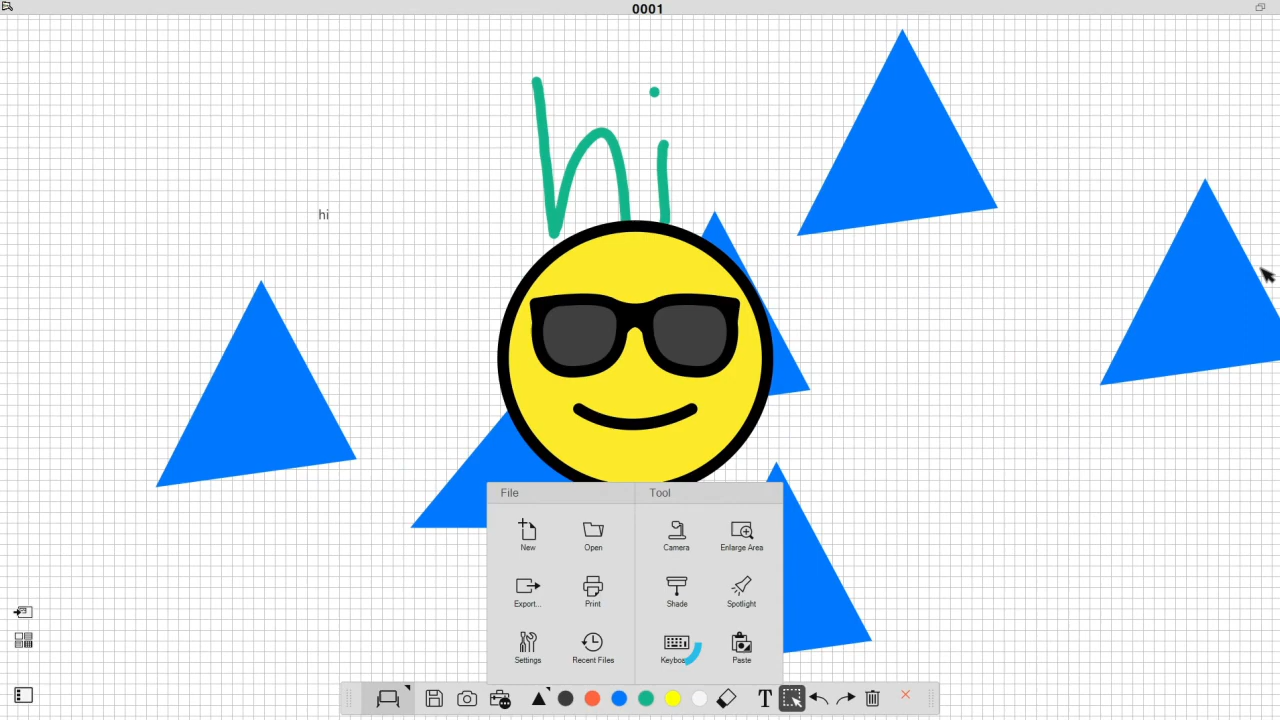 0001
hi
hi
File Tool
New Open Camera Enlarge Area
Export... Print Shade Spotlight
Settings Recent Files Paste
T